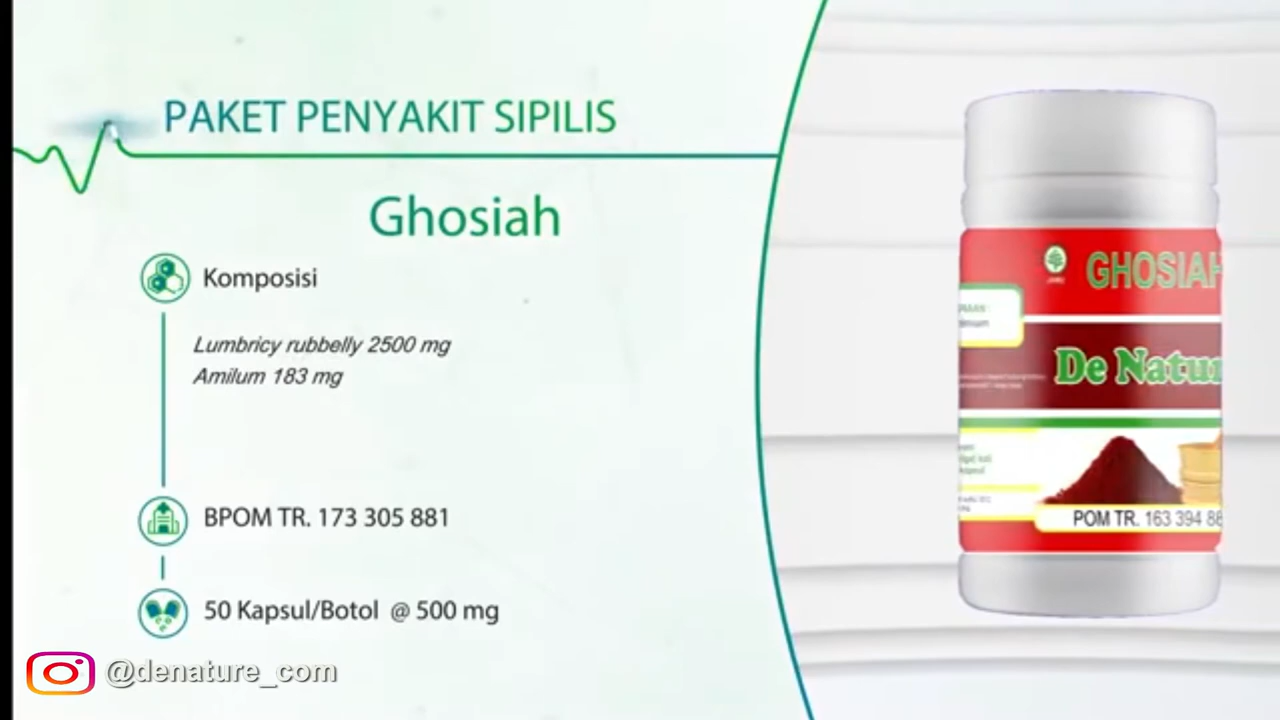 PAKET PENYAKIT SIPILIS
Ghosiah
Komposisi
Lumbricy rubbelly 2500 mg
Amilum 183 mg
BPOM TR. 173 305 881
50 Kapsul/Botol @ 500 mg
@denature_com
GHOSIAH
De Natur
POM TR. 163 394 88